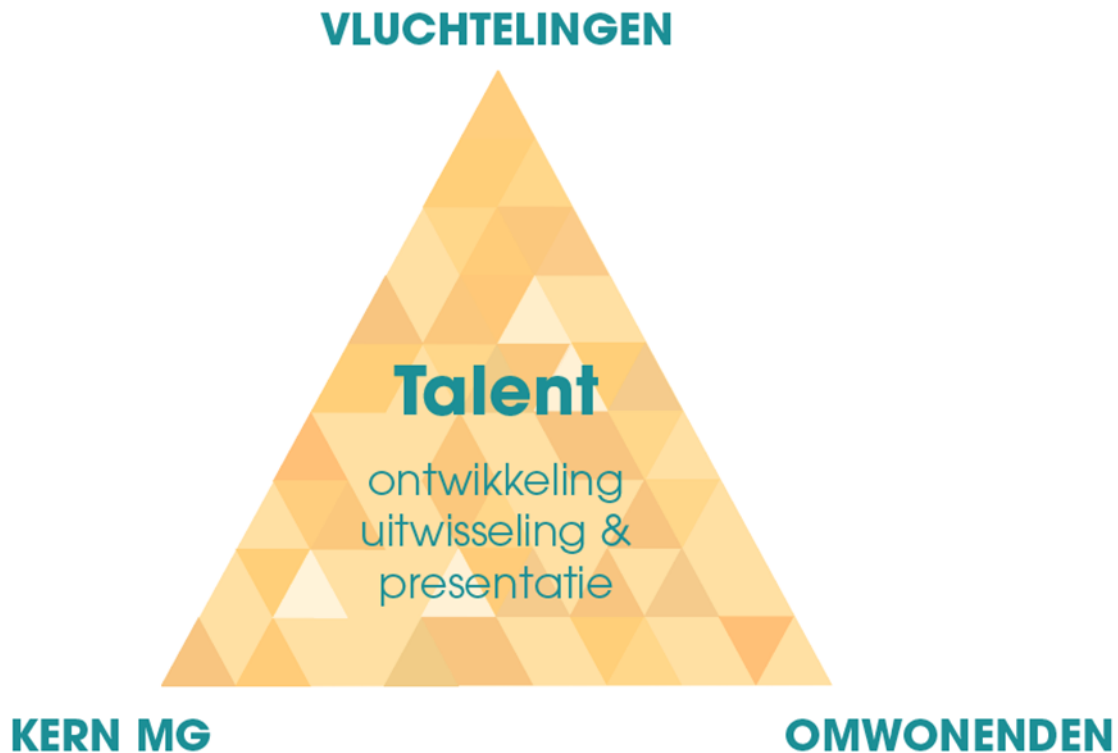 VLUCHTELINGEN
Talent
ontwikkeling
uitwisseling &
presentatie
KERN MG
OMWONENDEN